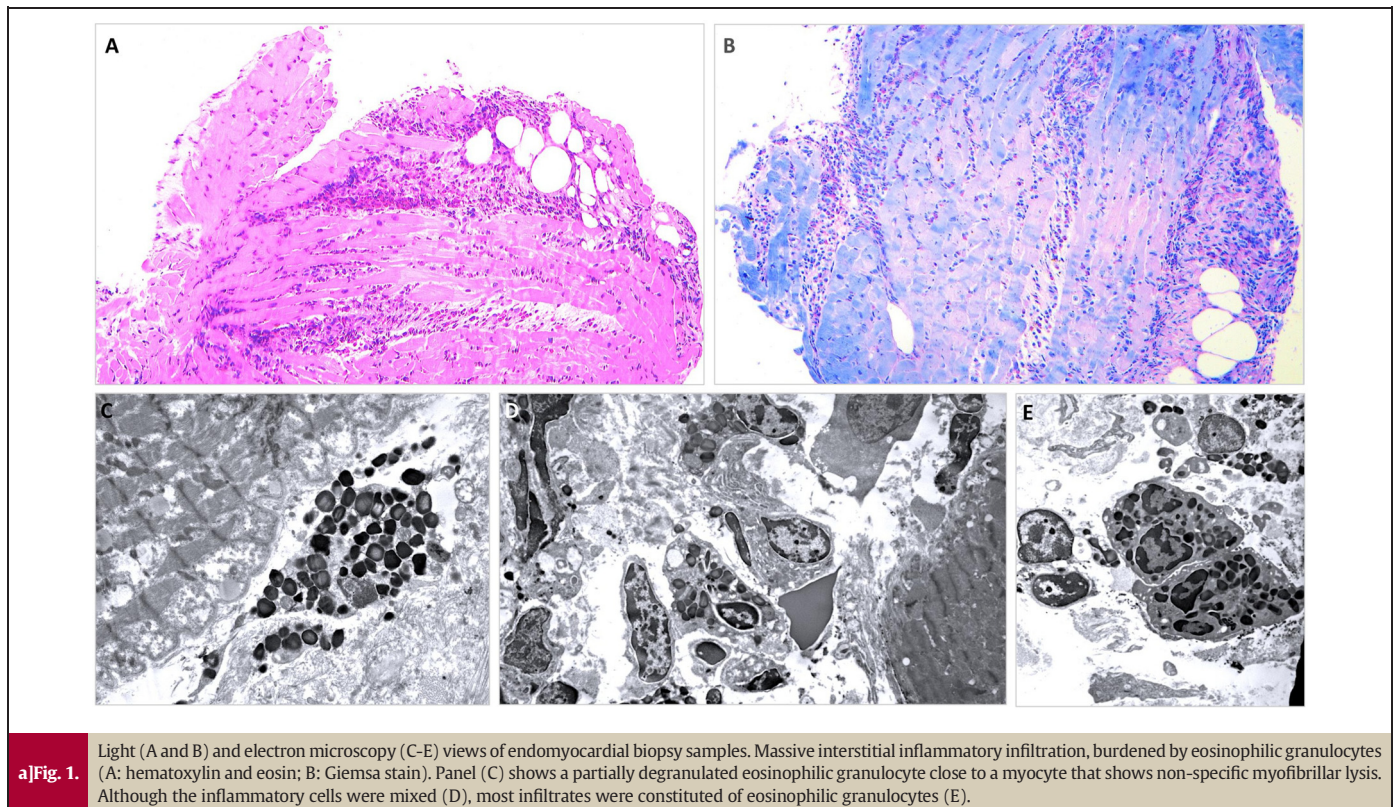 A
B
C
D
E
a]Fig. 1.
Light (A and B) and electron microscopy (C-E) views of endomyocardial biopsy samples. Massive interstitial inflammatory infiltration, burdened by eosinophilic granulocytes
(A: hematoxylin and eosin; B: Giemsa stain). Panel (C) shows a partially degranulated eosinophilic granulocyte close to a myocyte that shows non-specific myofibrillar lysis.
Although the inflammatory cells were mixed (D), most infiltrates were constituted of eosinophilic granulocytes (E).